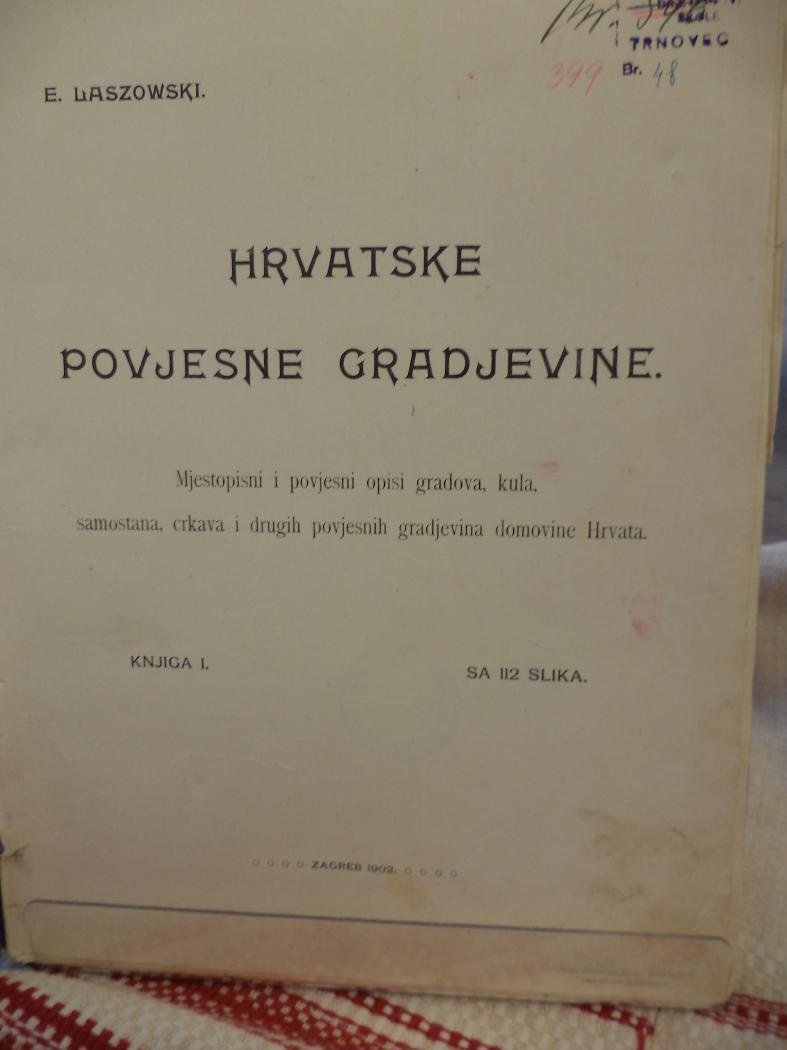 ŠKOLE
TRNOVEC
399
Br. 48
E. LASZOWSKI.
HRVATSKE
POVJESNE GRADJEVINE.
Mjestopisni i povjesni opisi gradova, kula,
samostana, crkava i drugih povjesnih gradjevina domovine Hrvata.
KNJIGA I.
SA 112 SLIKA.
ZAGREB 1902.